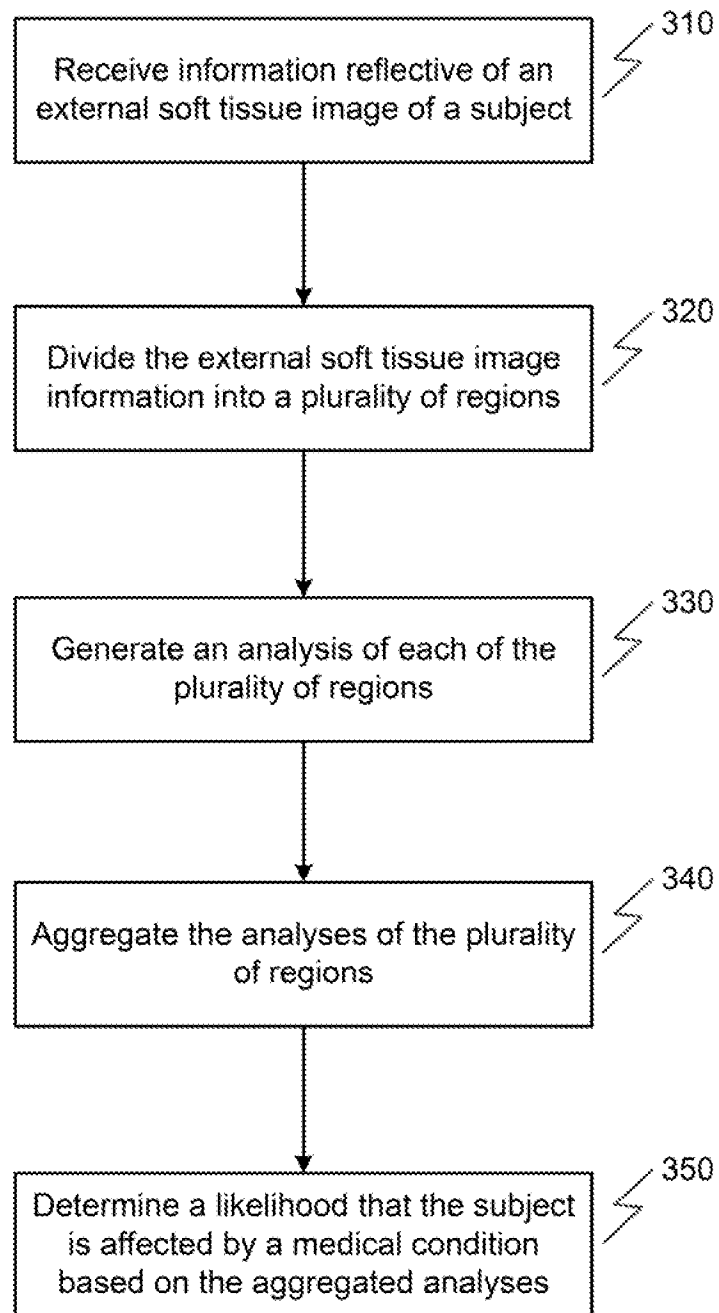 310
Receive information reflective of an
external soft tissue image of a subject
320
Divide the external soft tissue image
information into a plurality of regions
330
Generate an analysis of each of the
plurality of regions
340
Aggregate the analyses of the plurality
of regions
350
Determine a likelihood that the subject
is affected by a medical condition
based on the aggregated analyses